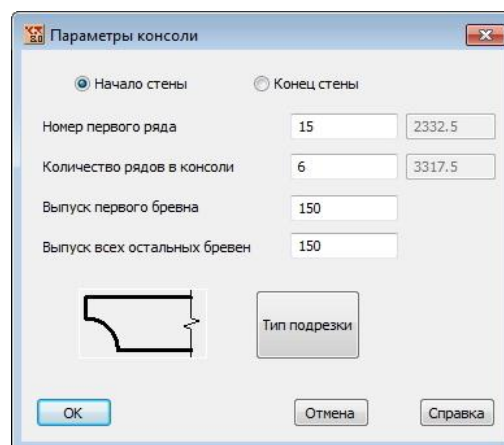 Параметры консоли
Начало стены Конец стены
Номер первого ряда 15 2332.5
Количество рядов в консоли 6 3317.5
Выпуск первого бревна 150
Выпуск всех остальных бревен 150
Тип подрезки
OK Отмена Справка